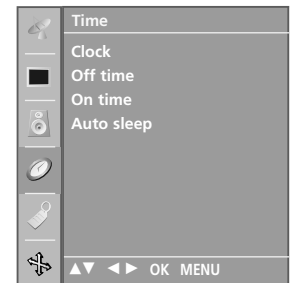 Time
Clock
Off time
On time
Auto sleep
▲▼ ◄► OK MENU